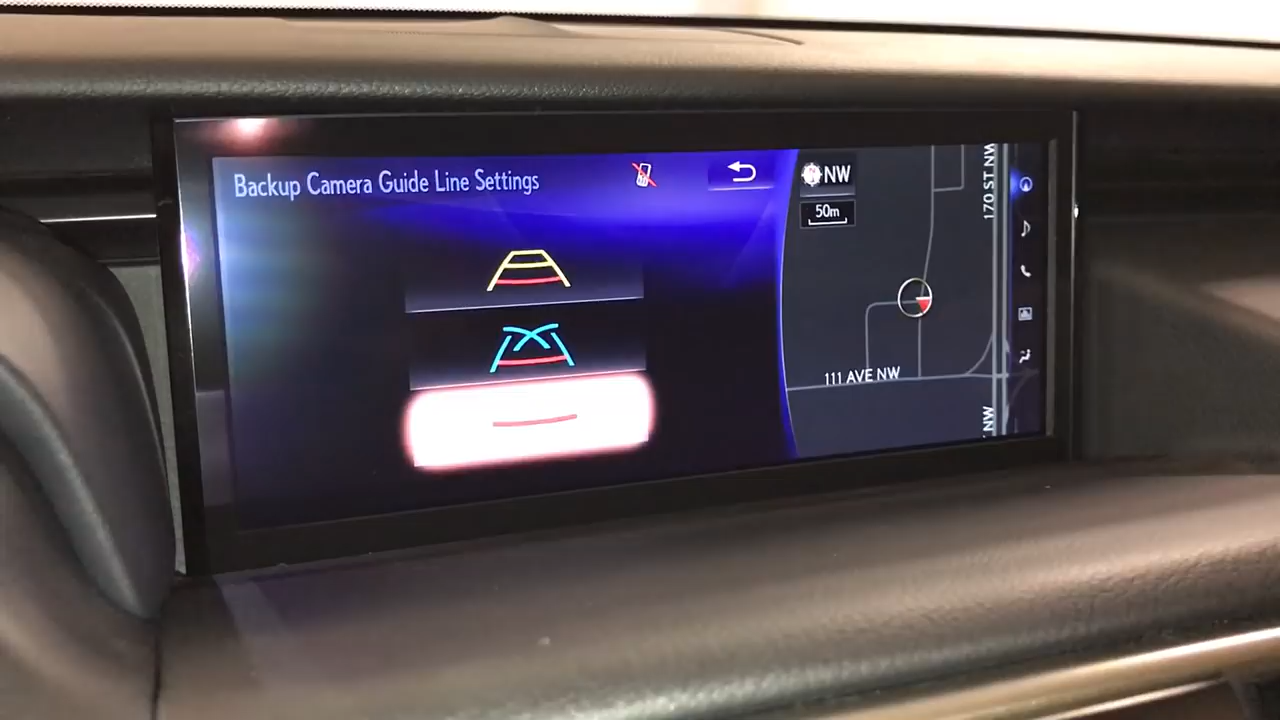 Backup Camera Guide Line Settings
NW
50m
170 ST NW
111 AVE NW
NW